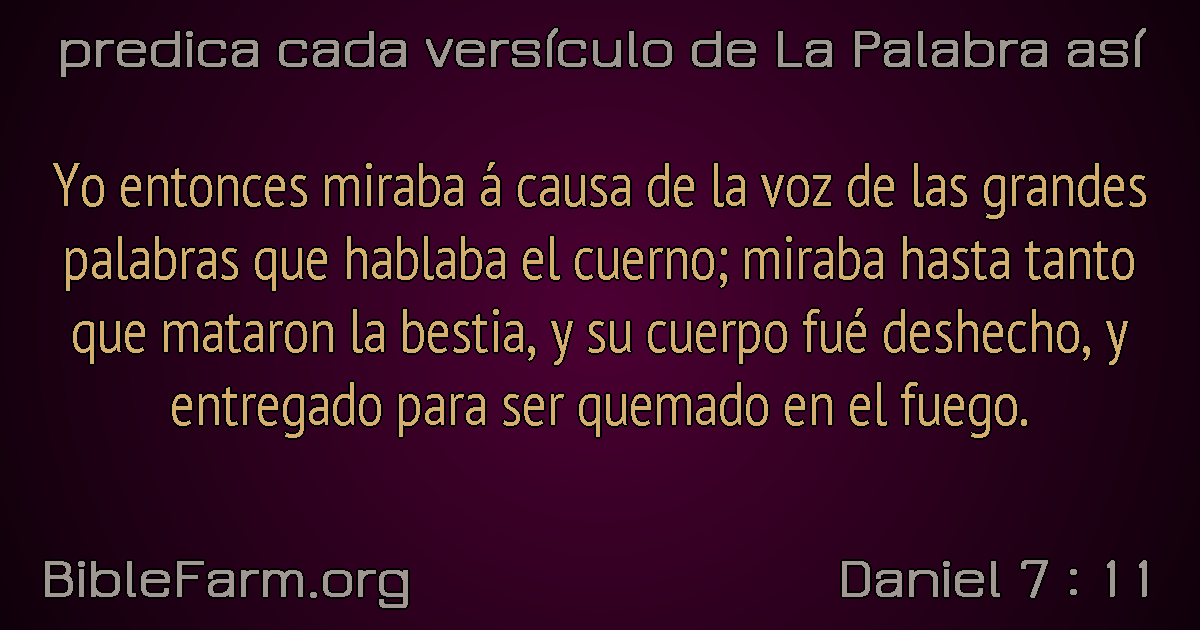 predica cada versículo de La Palabra así
Yo entonces miraba á causa de la voz de las grandes
palabras que hablaba el cuerno; miraba hasta tanto
que mataron la bestia, y su cuerpo fué deshecho, y
entregado para ser quemado en el fuego.
BibleFarm.org
Daniel 7 : 11